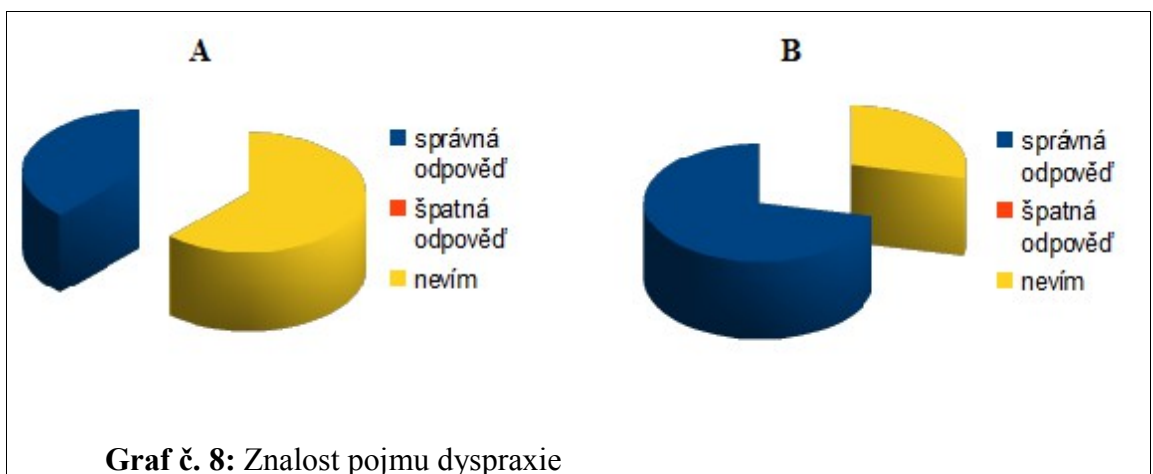 A
správná
odpověď
špatná
odpověď
nevím
B
správná
odpověď
špatná
odpověď
nevím
Graf č. 8: Znalost pojmu dyspraxie